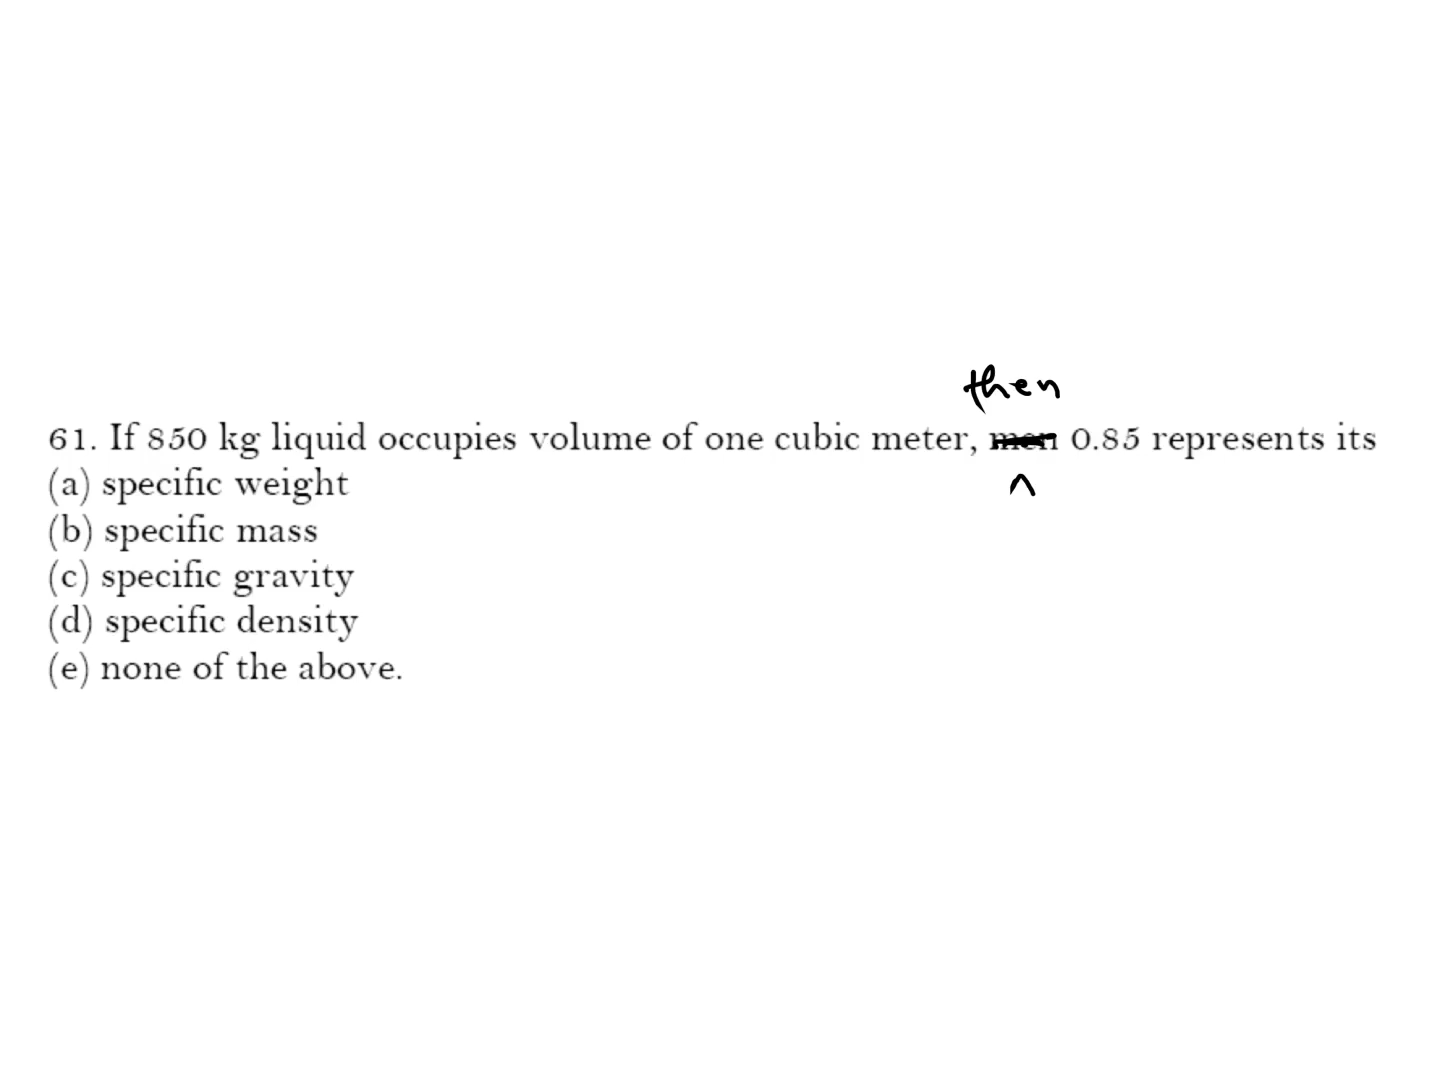 then
61. If 850 kg liquid occupies volume of one cubic meter, men 0.85 represents its
(a) specific weight
^
(b) specific mass
(c) specific gravity
(d) specific density
(e) none of the above.